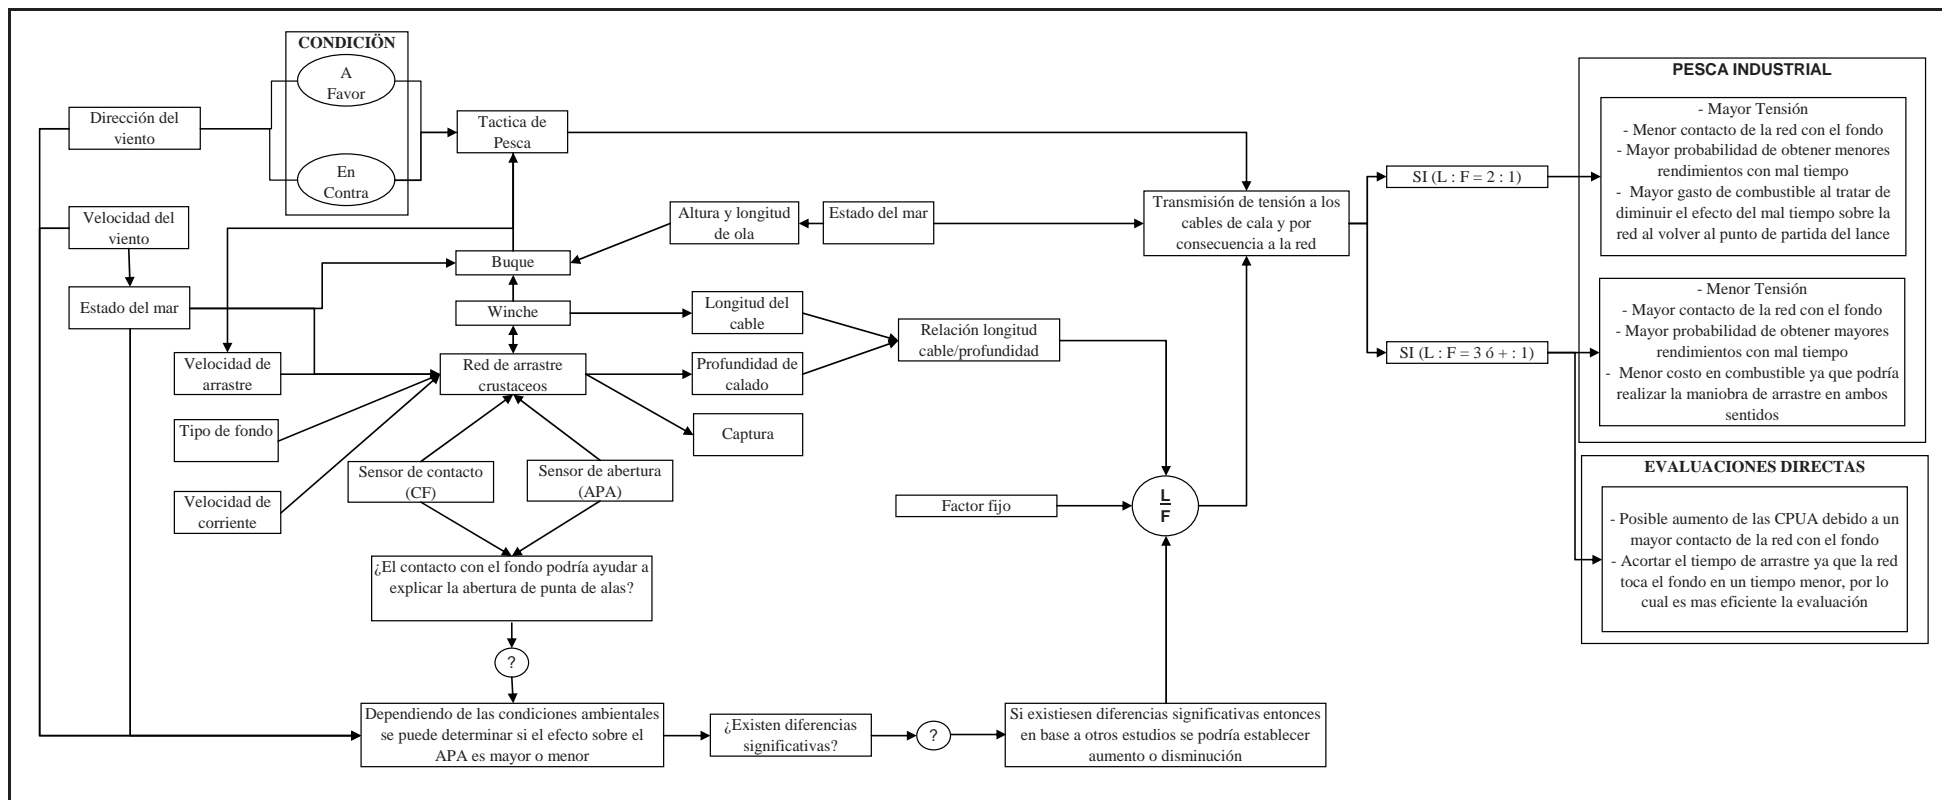 CONDICIÖN
A
Favor
En
Contra
Dirección del
viento
Velocidad del
viento
Estado del mar
Tactica de
Pesca
Buque
Winche
Altura y longitud
de ola
Estado del mar
Longitud del
cable
Red de arrastre
crustaceos
Profundidad de
calado
Captura
Relación longitud
cable/profundidad
Velocidad de
arrastre
Tipo de fondo
Velocidad de
corriente
Sensor de contacto
(CF)
Sensor de abertura
(APA)
¿El contacto con el fondo podría ayudar a
explicar la abertura de punta de alas?
?
Dependiendo de las condiciones ambientales
se puede determinar si el efecto sobre el
APA es mayor o menor
¿Existen diferencias
significativas?
?
Si existiesen diferencias significativas entonces
en base a otros estudios se podría establecer
aumento o disminución
Factor fijo
L
F
Transmisión de tensión a los
cables de cala y por
consecuencia a la red
SI (L : F = 2 : 1)
SI (L : F = 3 ó + : 1)
PESCA INDUSTRIAL
- Mayor Tensión
- Menor contacto de la red con el fondo
- Mayor probabilidad de obtener menores
rendimientos con mal tiempo
- Mayor gasto de combustible al tratar de
diminuir el efecto del mal tiempo sobre la
red al volver al punto de partida del lance
- Menor Tensión
- Mayor contacto de la red con el fondo
- Mayor probabilidad de obtener mayores
rendimientos con mal tiempo
- Menor costo en combustible ya que podría
realizar la maniobra de arrastre en ambos
sentidos
EVALUACIONES DIRECTAS
- Posible aumento de las CPUA debido a un
mayor contacto de la red con el fondo
- Acortar el tiempo de arrastre ya que la red
toca el fondo en un tiempo menor, por lo
cual es mas eficiente la evaluación